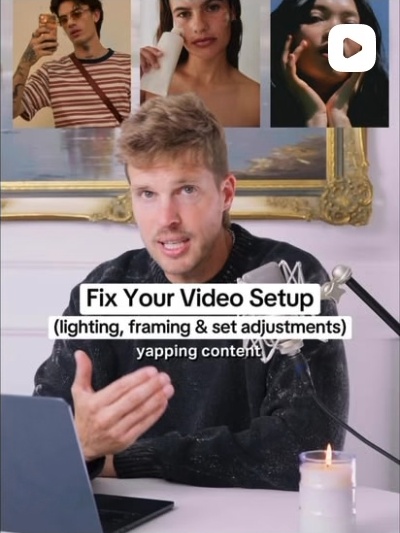 Fix Your Video Setup
(lighting, framing & set adjustments)
yapping content